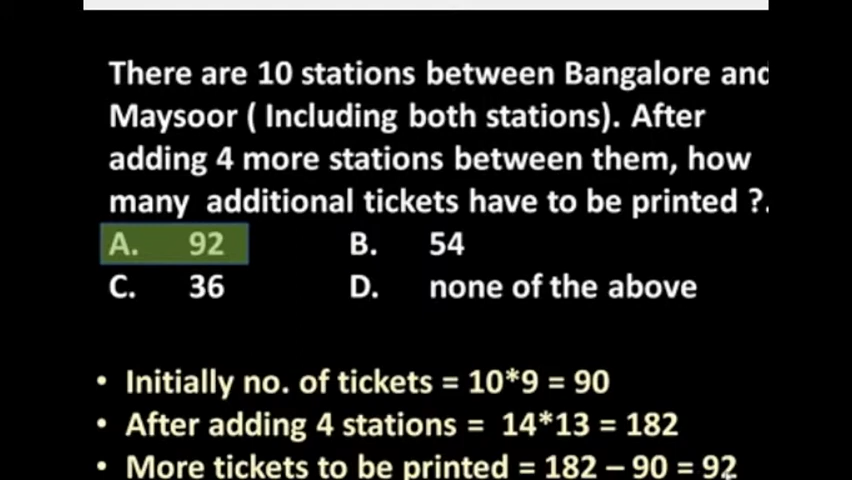 There are 10 stations between Bangalore and
Maysoor ( Including both stations). After
adding 4 more stations between them, how
many additional tickets have to be printed ?.
A. 92 B. 54
C. 36 D. none of the above
• Initially no. of tickets = 10*9 = 90
• After adding 4 stations = 14*13 = 182
• More tickets to be printed = 182 – 90 = 92